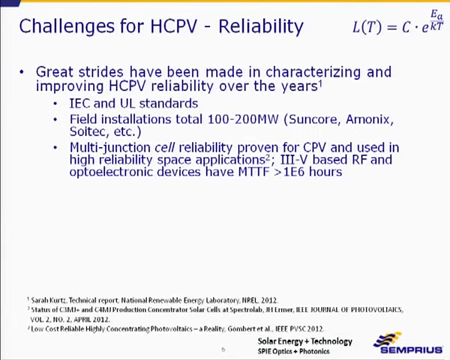 Challenges for HCPV - Reliability
L(T) = C · e^(Ea/kT)
• Great strides have been made in characterizing and
improving HCPV reliability over the years¹
• IEC and UL standards
• Field installations total 100-200MW (Suncore, Amonix,
Soitec, etc.)
• Multi-junction cell reliability proven for CPV and used in
high reliability space applications²; III-V based RF and
optoelectronic devices have MTTF >1E6 hours
¹ Sarah Kurtz, Technical report, National Renewable Energy Laboratory, NREL, 2012.
Status of C3MJ+ and C4MJ Production Concentrator Solar Cells at Spectrolab, JH Ermer, IEEE JOURNAL OF PHOTOVOLTAICS,
VOL. 2, NO. 2, APRIL 2012.
Low Cost Reliable Highly Concentrating Photovoltaics – a Reality, Gombert et al., IEEE PVSC 2012.
6
Solar Energy + Technology
SPIE Optics + Photonics
SEMPRIUS